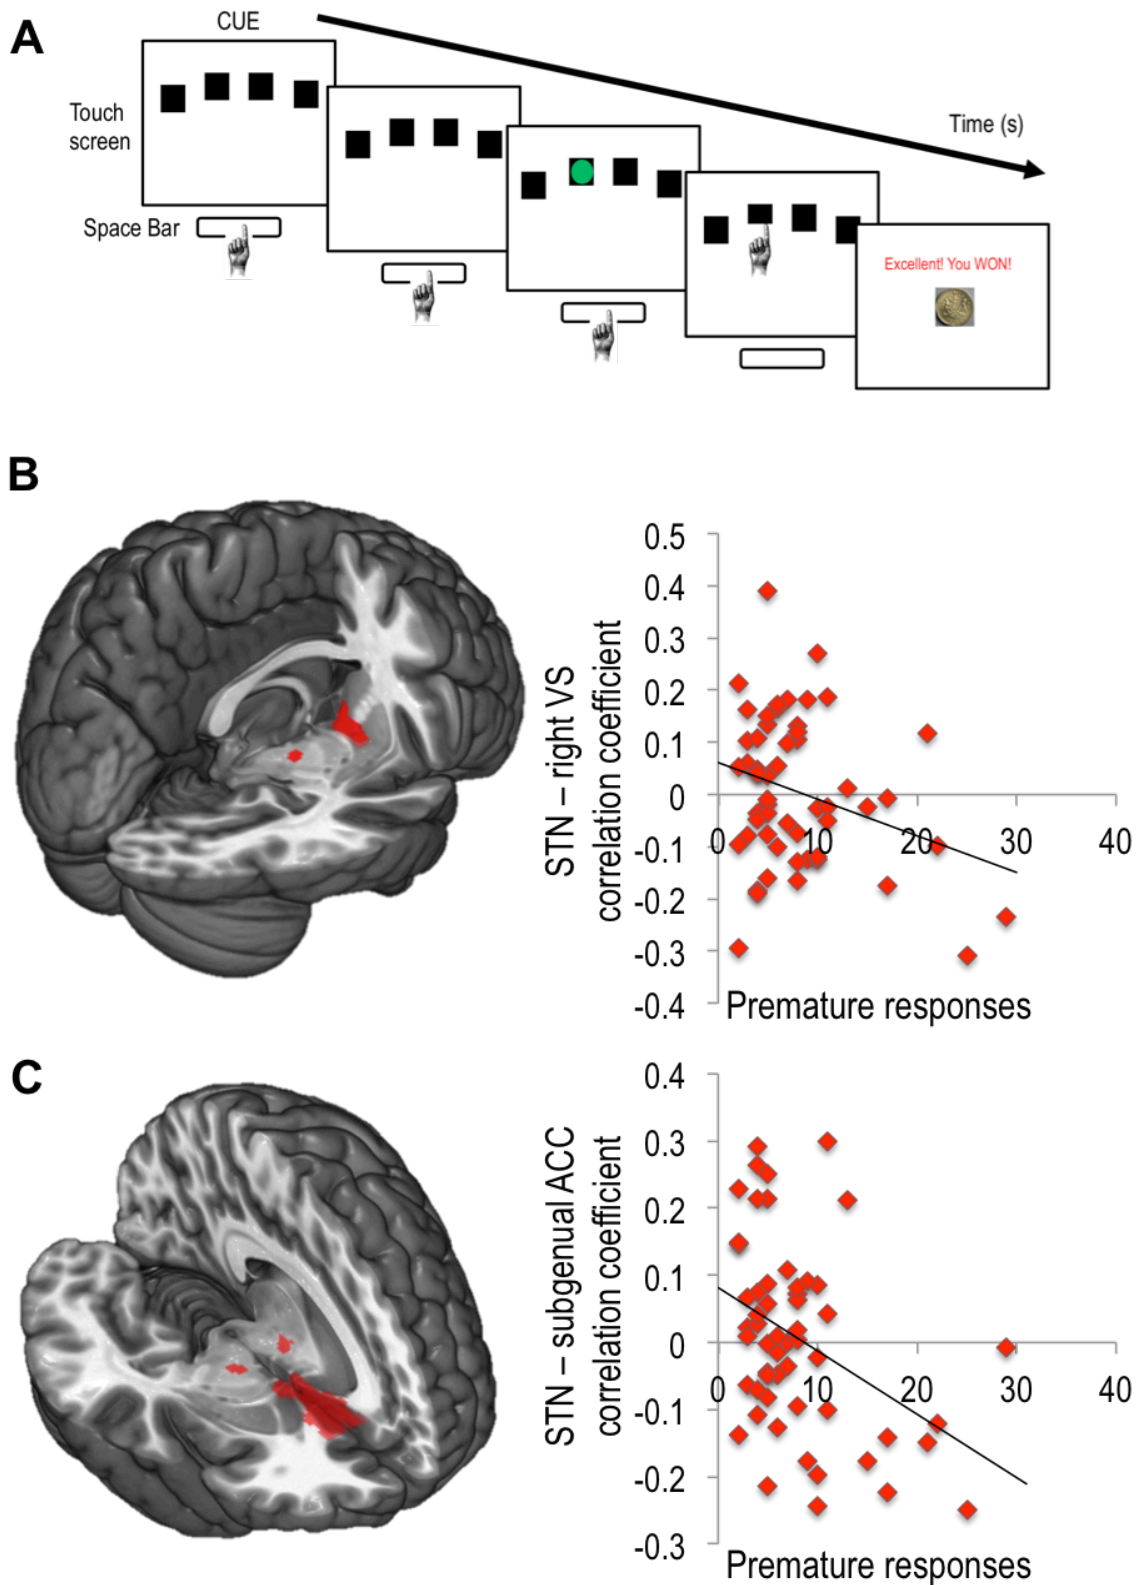 A
CUE
Touch
screen
Time (s)
Space Bar
Excellent! You WON!
B
STN – right VS
correlation coefficient
0.5
0.4
0.3
0.2
0.1
0
-0.1
-0.2
-0.3
-0.4
0 10 20 30 40
Premature responses
C
STN – subgenual ACC
correlation coefficient
0.4
0.3
0.2
0.1
0
-0.1
-0.2
-0.3
0 10 20 30 40
Premature responses